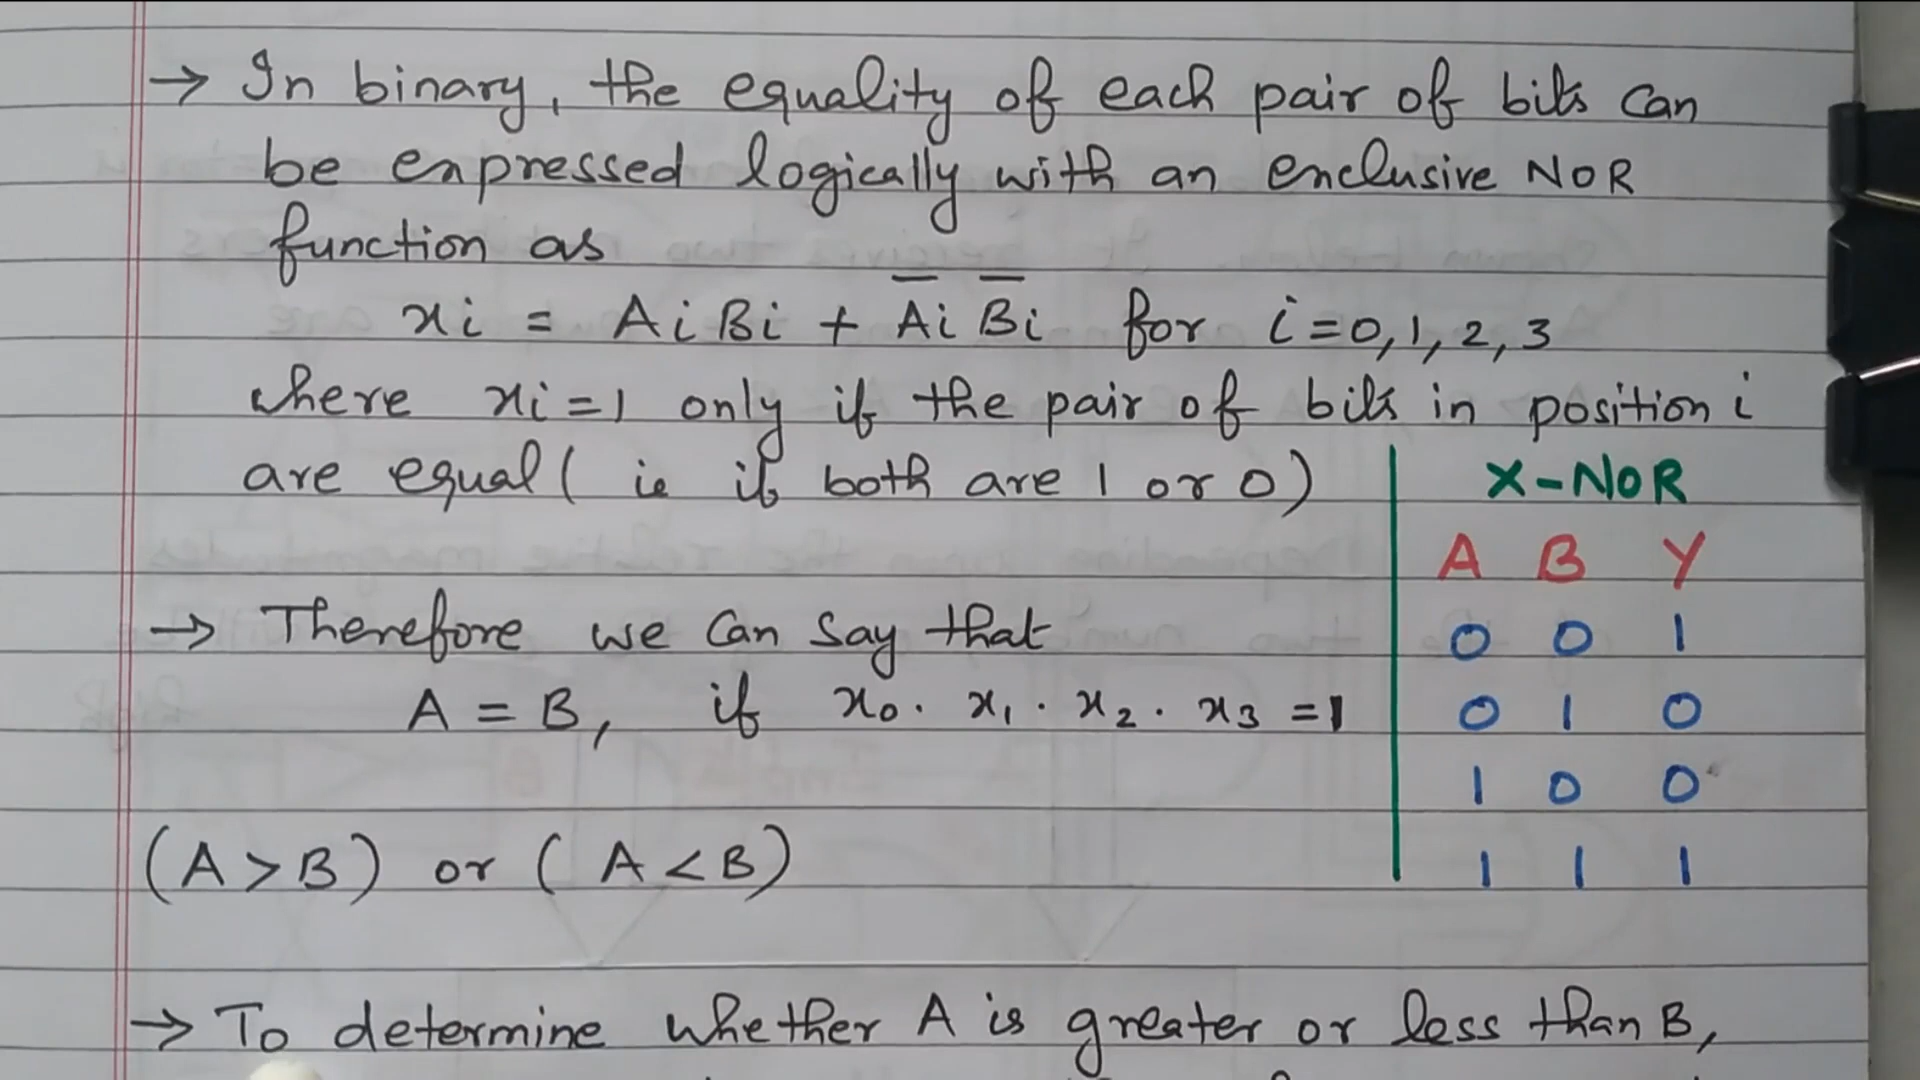 → In binary, the equality of each pair of bits can
be expressed logically with an exclusive NOR
function as
xi = AiBi + A̅i B̅i for i=0,1,2,3
where xi=1 only if the pair of bits in position i
are equal ( ie if both are 1 or 0)
→ Therefore we can say that
A = B, if x₀. x₁. x₂. x₃ =1
(A>B) or ( A<B)
X-NOR
A B Y
0 0 1
0 1 0
1 0 0
1 1 1
→ To determine whether A is greater or less than B,